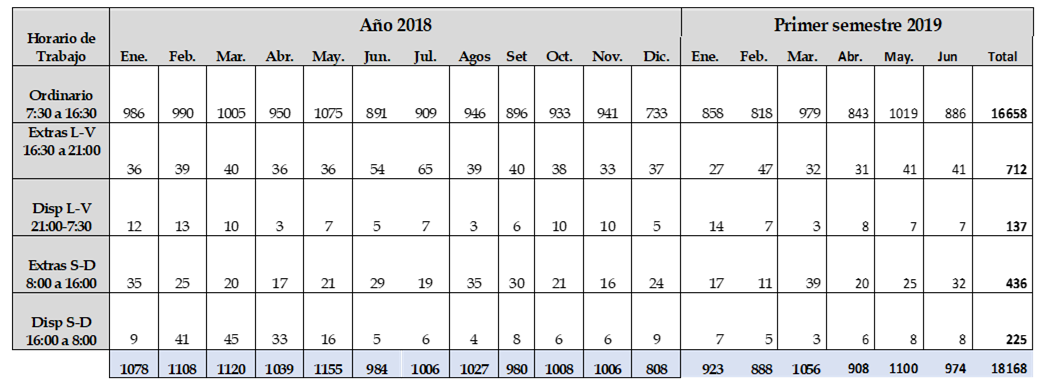 Horario de Trabajo | Año 2018 | Primer semestre 2019
Ene. Feb. Mar. Abr. May. Jun. Jul. Agos Set Oct. Nov. Dic. Ene. Feb. Mar. Abr. May. Jun Total
Ordinario
7:30 a 16:30 986 990 1005 950 1075 891 909 946 896 933 941 733 858 818 979 843 1019 886 16658
Extras L-V
16:30 a 21:00
36 39 40 36 36 54 65 39 40 38 33 37 27 47 32 31 41 41 712
Disp L-V
21:00-7:30 12 13 10 3 7 5 7 3 6 10 10 5 14 7 3 8 7 7 137
Extras S-D
8:00 a 16:00 35 25 20 17 21 29 19 35 30 21 16 24 17 11 39 20 25 32 436
Disp S-D
16:00 a 8:00 9 41 45 33 16 5 6 4 8 6 6 9 7 5 3 6 8 8 225
1078 1108 1120 1039 1155 984 1006 1027 980 1008 1006 808 923 888 1056 908 1100 974 18168